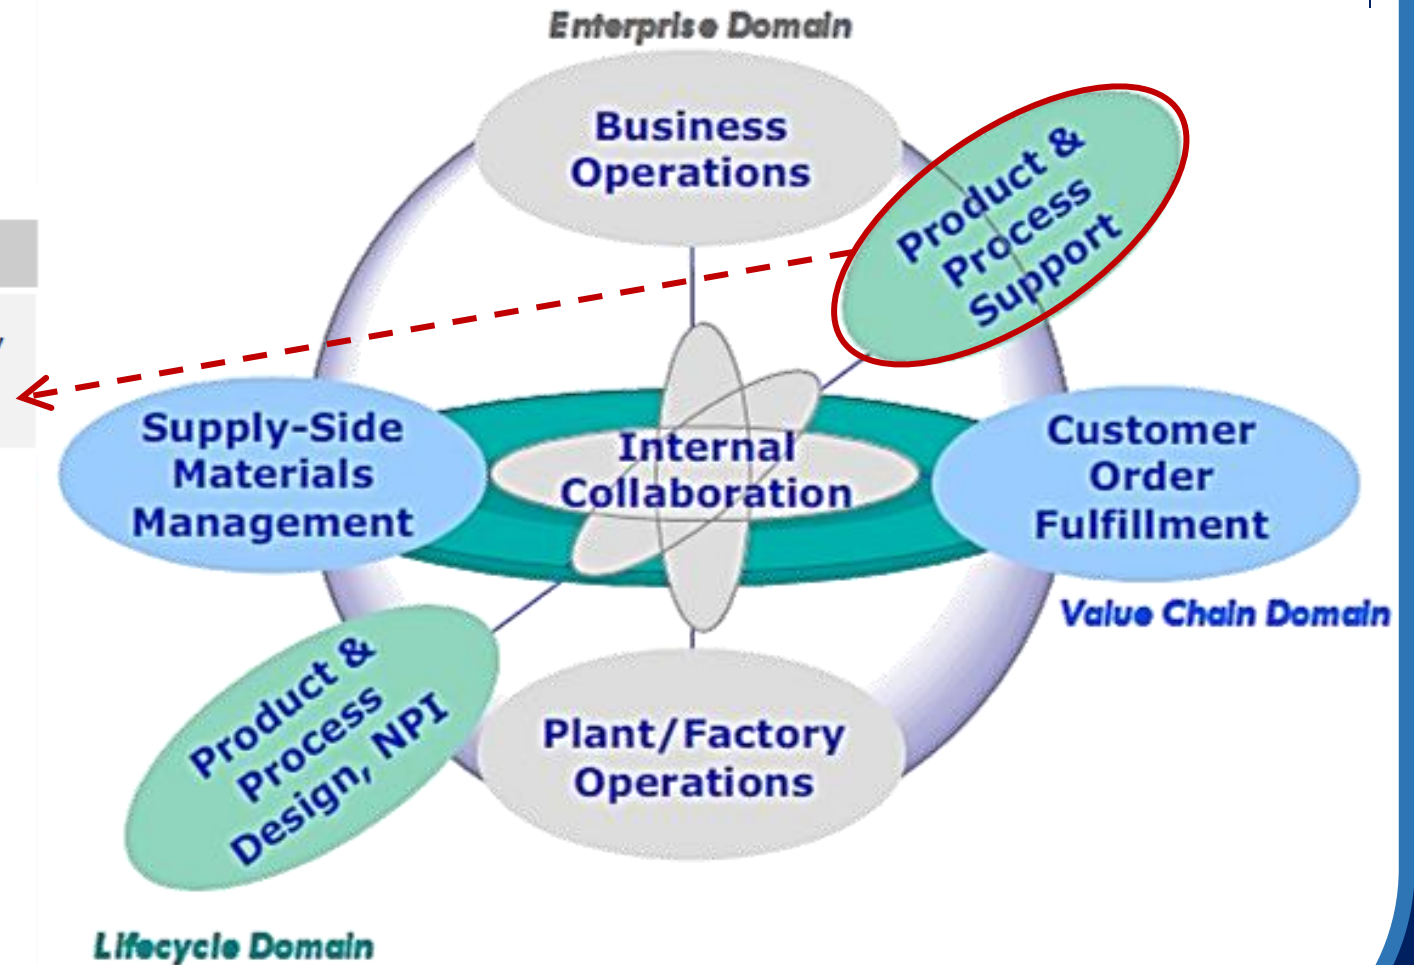 Enterprise Domain
Business
Operations
Product &
Process
Support
Supply-Side
Materials
Management
Internal
Collaboration
Customer
Order
Fulfillment
Value Chain Domain
Product &
Process
Design, NPI
Plant/Factory
Operations
Lifecycle Domain